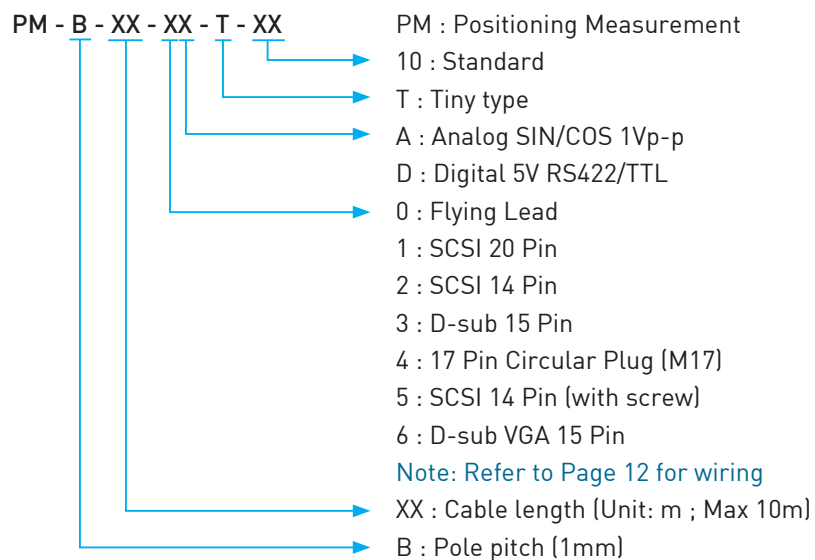 PM - B - XX - XX - T - XX PM : Positioning Measurement
10 : Standard
T : Tiny type
A : Analog SIN/COS 1Vp-p
D : Digital 5V RS422/TTL
0 : Flying Lead
1 : SCSI 20 Pin
2 : SCSI 14 Pin
3 : D-sub 15 Pin
4 : 17 Pin Circular Plug (M17)
5 : SCSI 14 Pin (with screw)
6 : D-sub VGA 15 Pin
Note: Refer to Page 12 for wiring
XX : Cable length (Unit: m ; Max 10m)
B : Pole pitch (1mm)